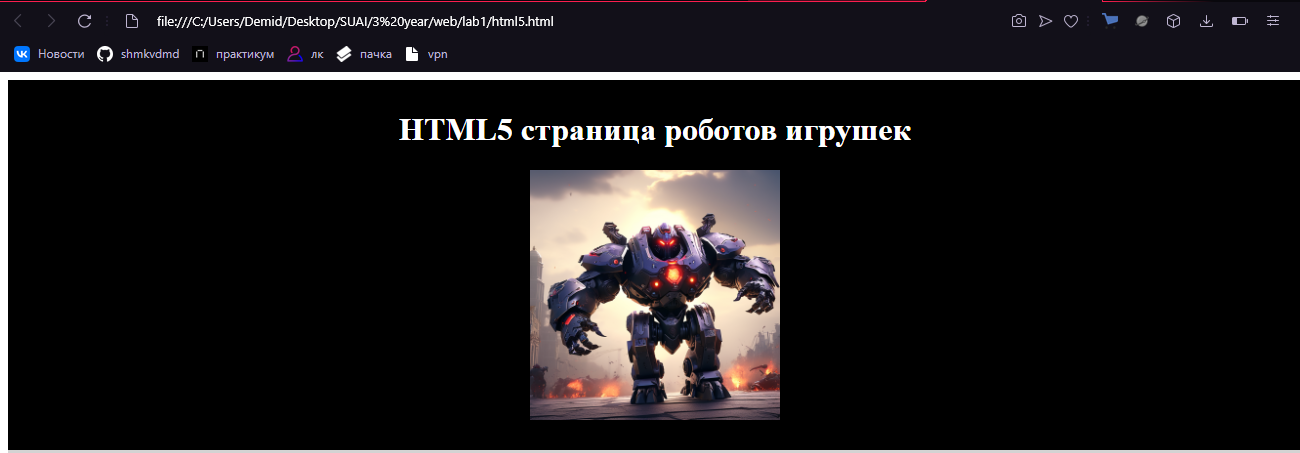 file:///C:/Users/Demid/Desktop/SUAI/3%20year/web/lab1/html5.html
Новости shmkvdmd практикум лк пачка vpn
HTML5 страница роботов игрушек